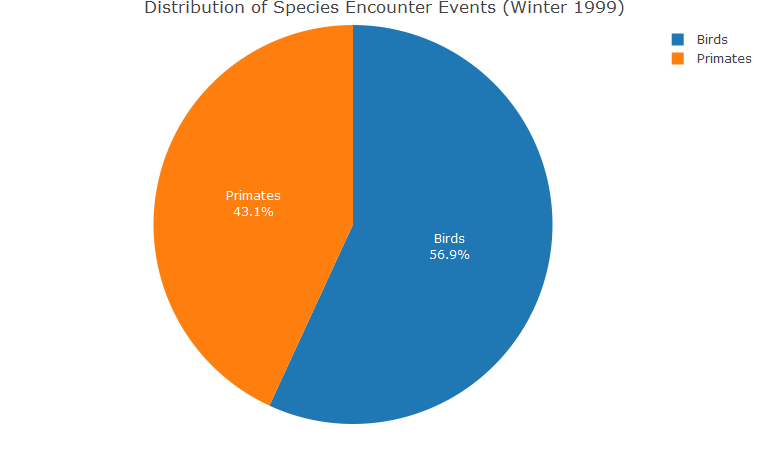 Distribution of Species Encounter Events (Winter 1999)
Birds
Primates
Primates
43.1%
Birds
56.9%